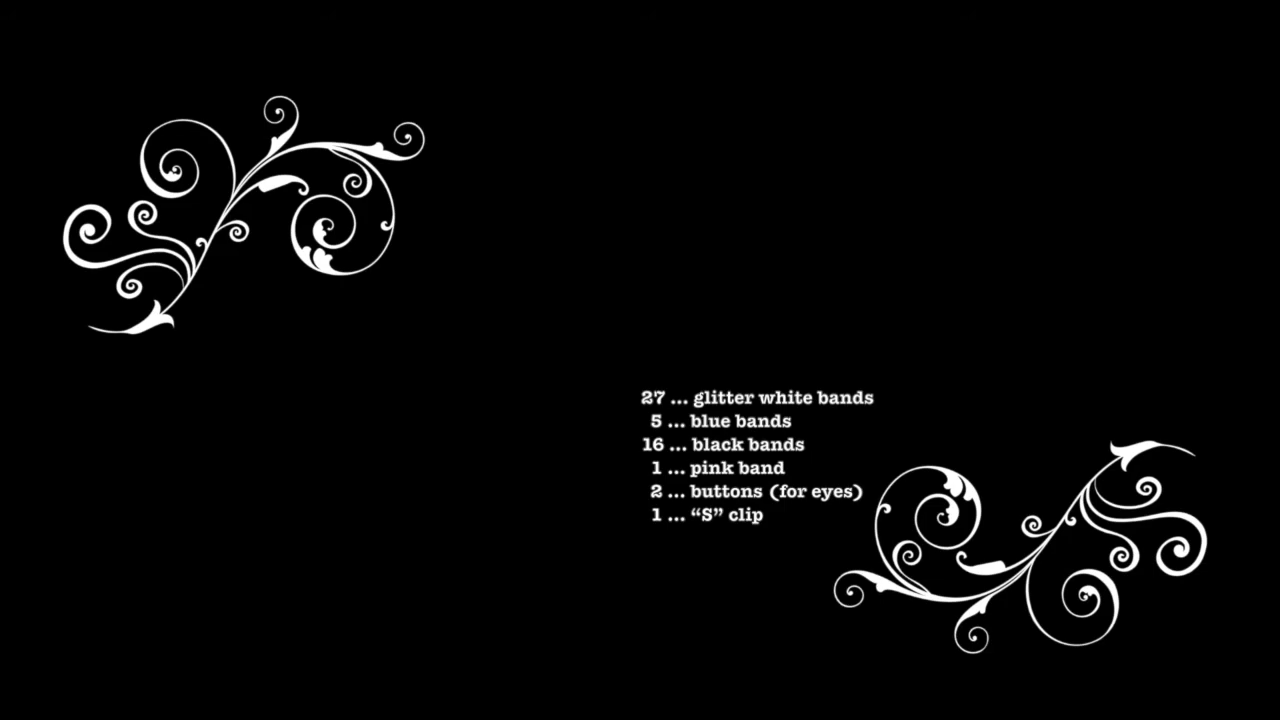 27 ... glitter white bands
5 ... blue bands
16 ... black bands
1 ... pink band
2 ... buttons (for eyes)
1 ... “S” clip